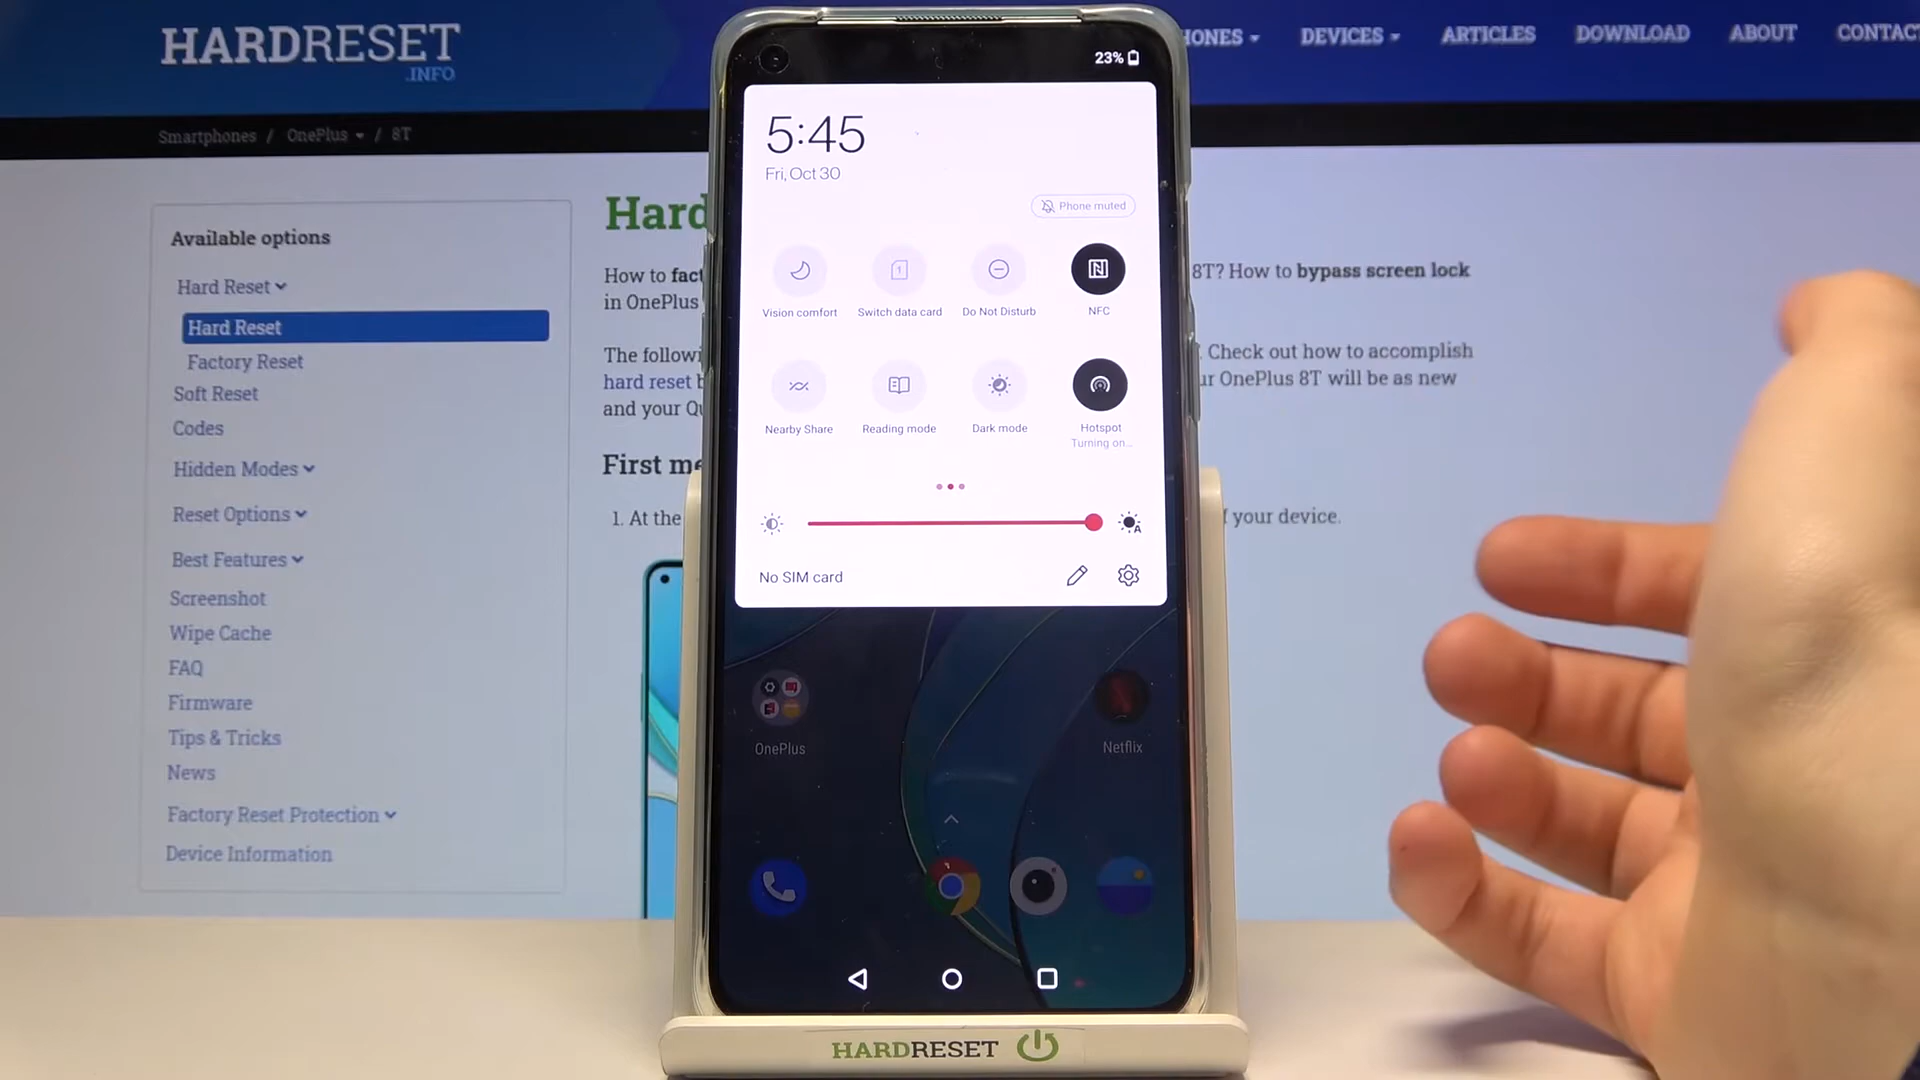 HARDRESET
.INFO
HONES
DEVICES
ARTICLES
DOWNLOAD
ABOUT
CONTAC
Smartphones / OnePlus / 8T
Available options
Hard Reset
Hard Reset
Factory Reset
Soft Reset
Codes
Hidden Modes
Reset Options
Best Features
Screenshot
Wipe Cache
FAQ
Firmware
Tips & Tricks
News
Factory Reset Protection
Device Information
Hard
How to fact
8T? How to bypass screen lock
in OnePlus
The followi
Check out how to accomplish
hard reset b
ur OnePlus 8T will be as new
and your Qu
First me
1. At the
f your device.
23%
5:45
Fri, Oct 30
Phone muted
1
Vision comfort
Switch data card
Do Not Disturb
NFC
Nearby Share
Reading mode
Dark mode
Hotspot
Turning on...
A
No SIM card
OnePlus
Netflix
HARDRESET